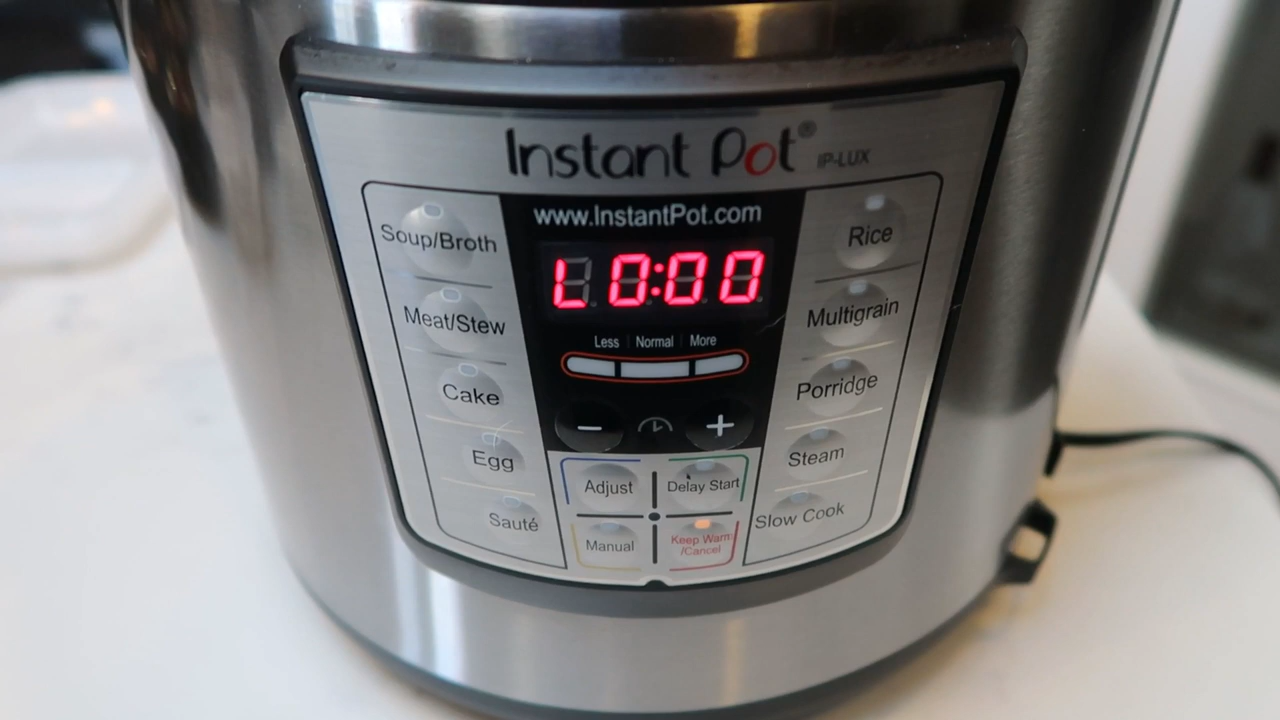 Instant Pot® IP-LUX
www.InstantPot.com
L0:00
Less Normal More
Soup/Broth
Meat/Stew
Cake
Egg
Sauté
− +
Adjust
Delay Start
Manual
Keep Warm
/Cancel
Rice
Multigrain
Porridge
Steam
Slow Cook